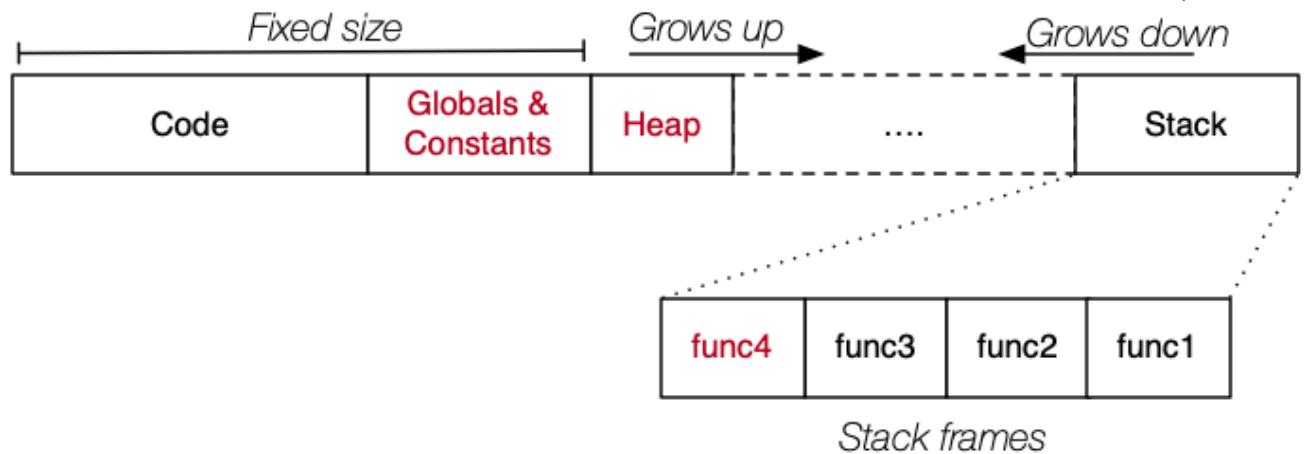 Fixed size
Grows up
Grows down
Code
Globals &
Constants
Heap
....
Stack
func4
func3
func2
func1
Stack frames